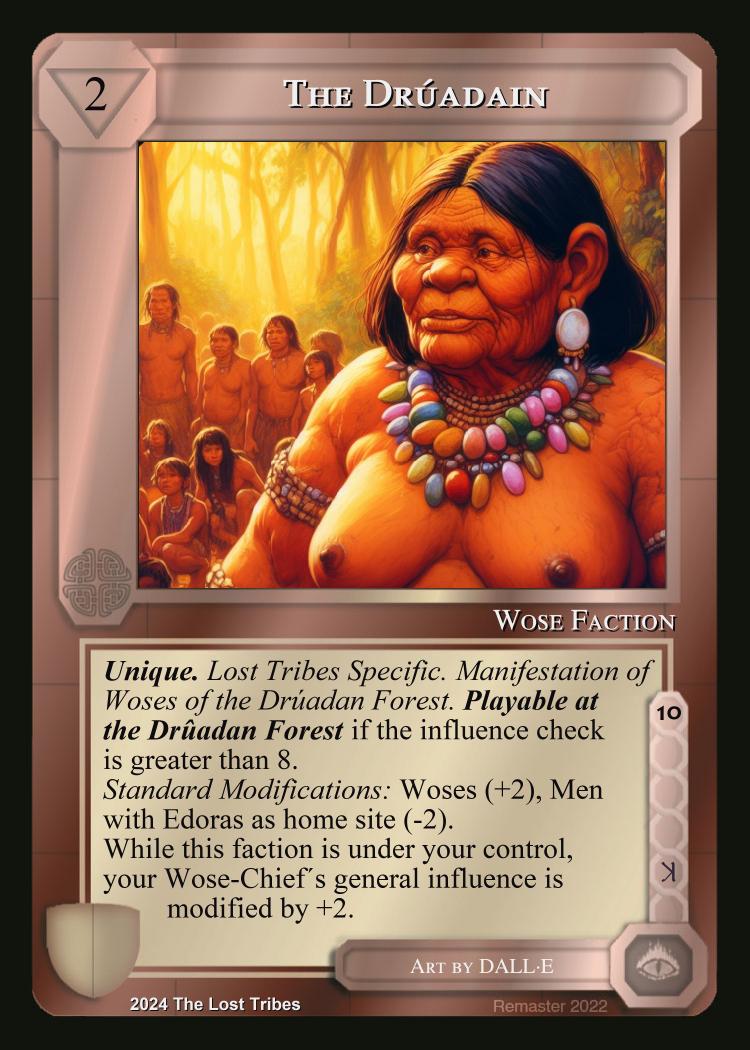 2
The Drúadain
Wose Faction
Unique. Lost Tribes Specific. Manifestation of
Woses of the Drúadan Forest. Playable at
the Drûadan Forest if the influence check
is greater than 8.
Standard Modifications: Woses (+2), Men
with Edoras as home site (-2).
While this faction is under your control,
your Wose-Chief´s general influence is
modified by +2.
10
Art by DALL·E
2024 The Lost Tribes
Remaster 2022